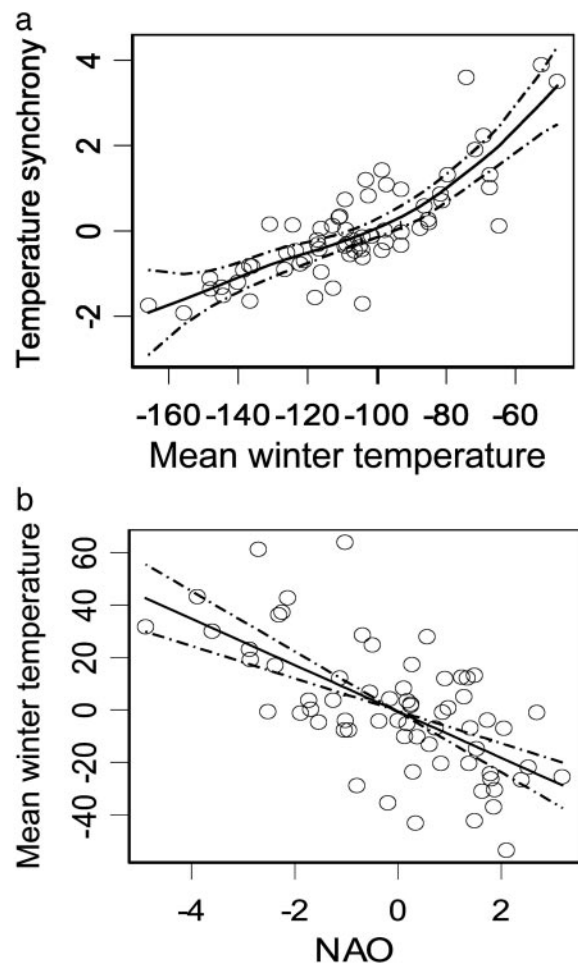 a
Temperature synchrony
4
2
0
-2
-160 -140 -120 -100 -80 -60
Mean winter temperature
b
Mean winter temperature
60
40
20
0
-20
-40
-4 -2 0 2
NAO